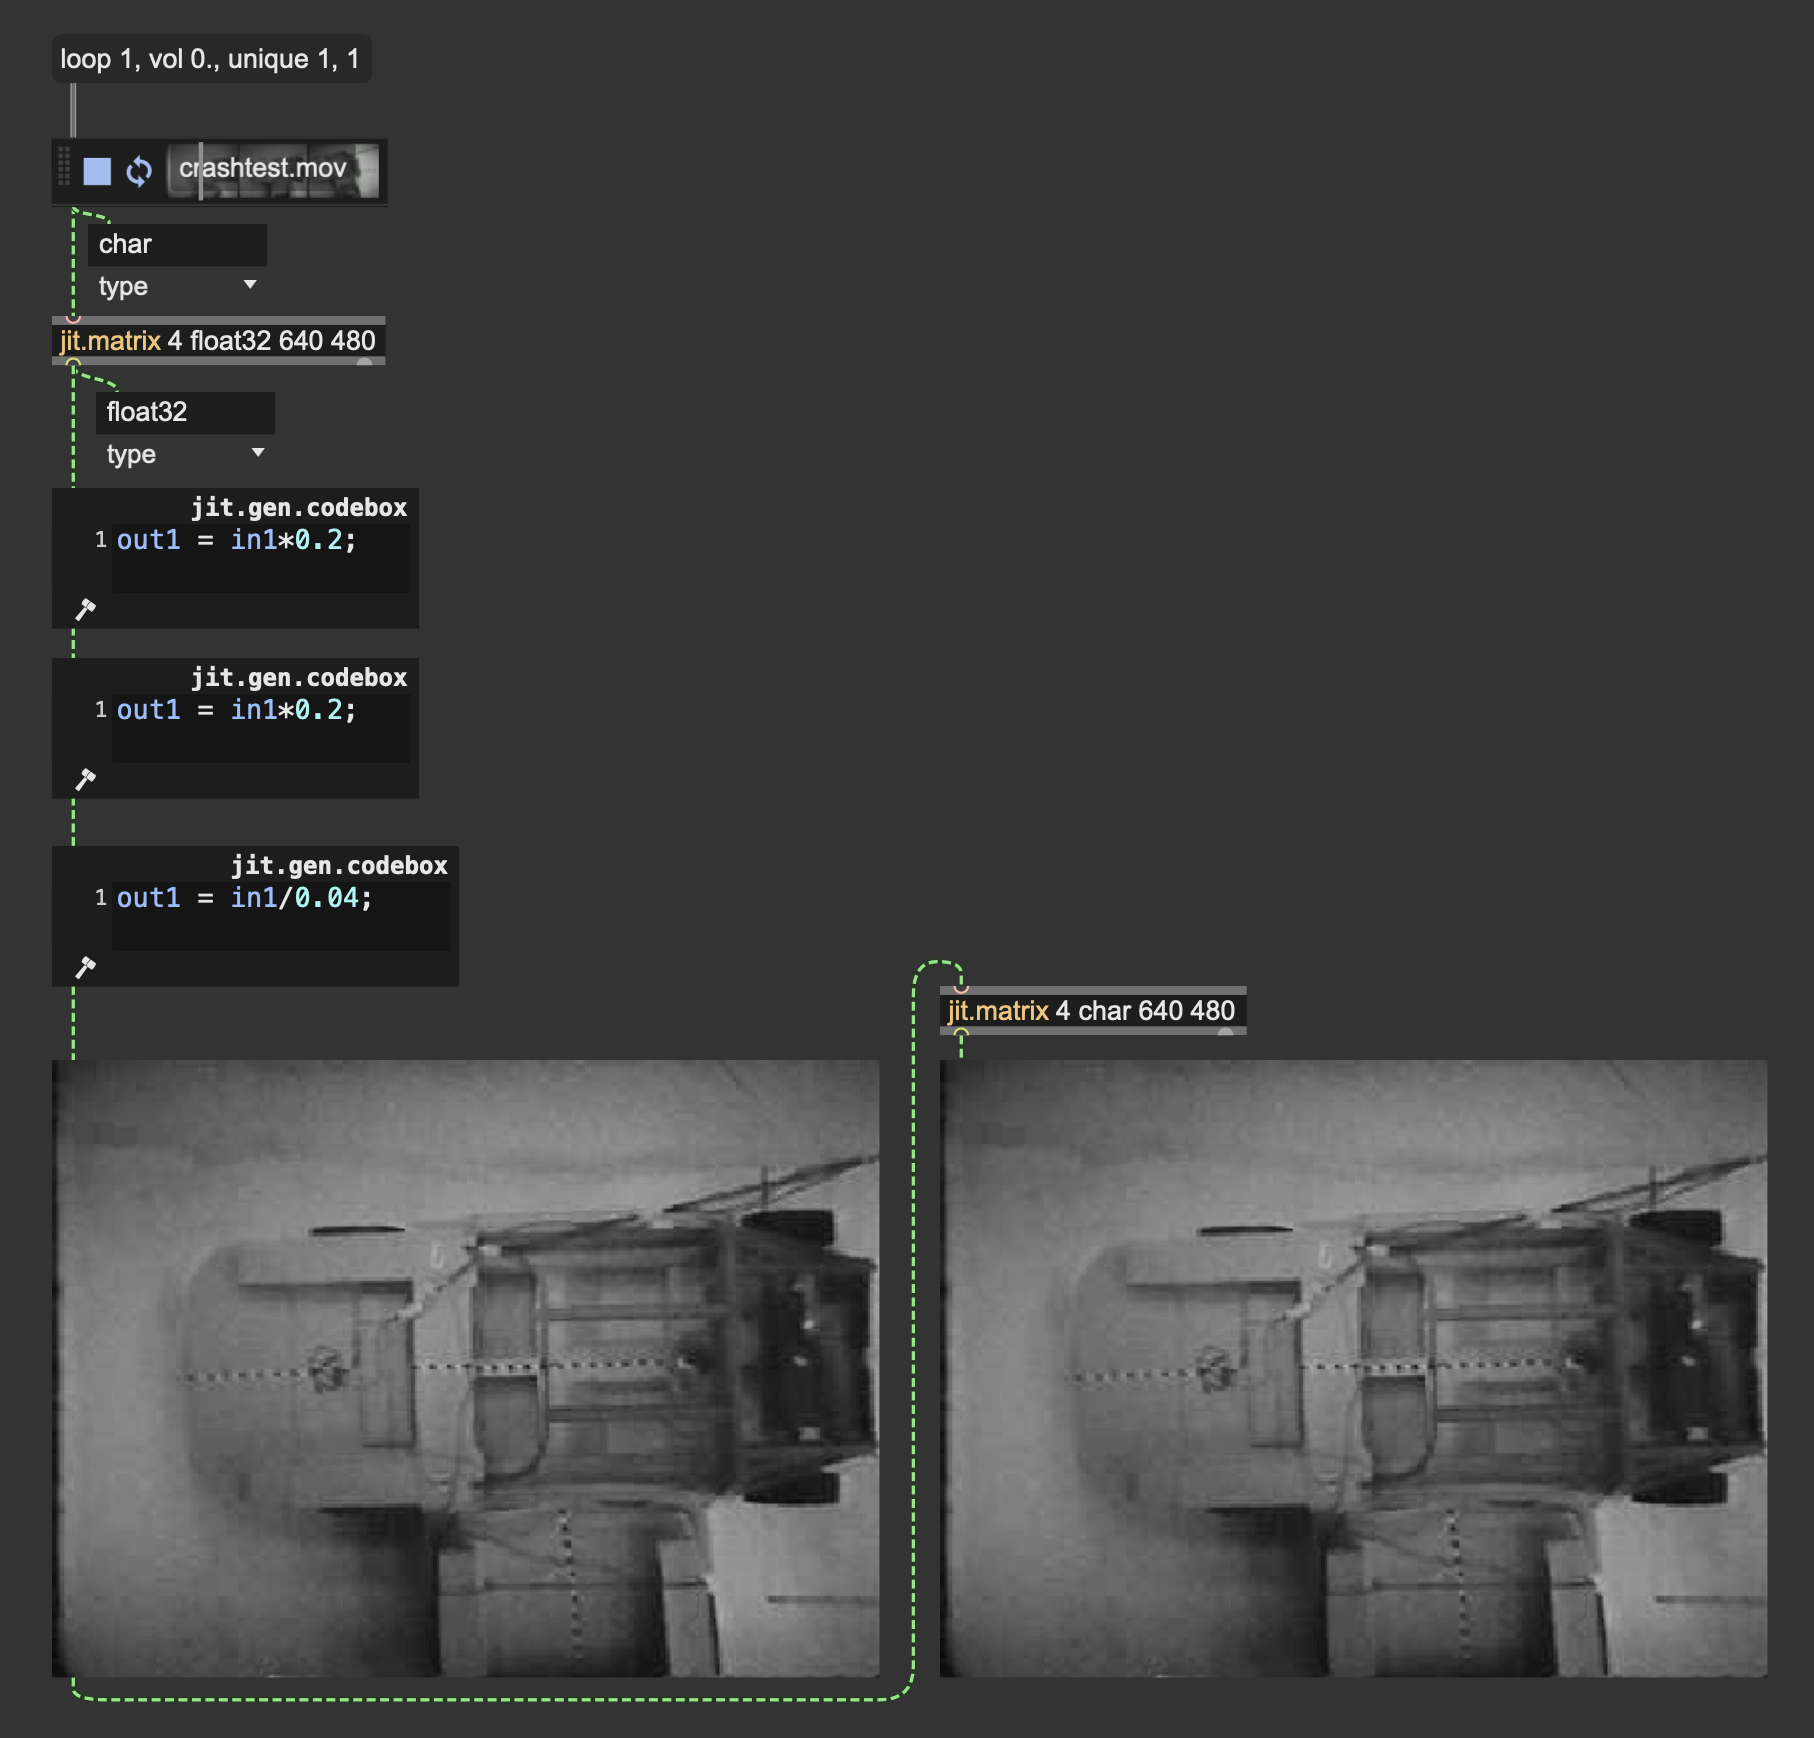 loop 1, vol 0., unique 1, 1
crashtest.mov
char
type
jit.matrix 4 float32 640 480
float32
type
jit.gen.codebox
1 out1 = in1*0.2;
jit.gen.codebox
1 out1 = in1*0.2;
jit.gen.codebox
1 out1 = in1/0.04;
jit.matrix 4 char 640 480